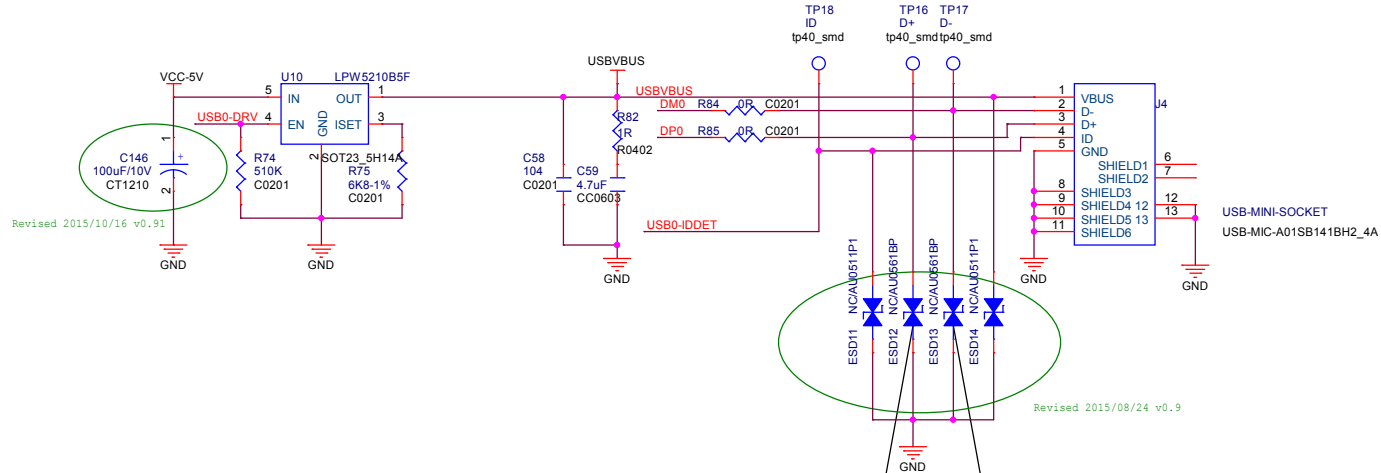 TP18
ID
tp40_smd
TP16
D+
tp40_smd
TP17
D-
tp40_smd
VCC-5V
U10
LPW5210B5F
5
IN
OUT
1
USB0-DRV
4
EN
GND
ISET
3
2
SOT23_5H14A
1
C146
100uF/10V
CT1210
2
+
R74
510K
C0201
R75
6K8-1%
C0201
Revised 2015/10/16 v0.91
GND
GND
USBVBUS
USBVBUS
R82
1R
R0402
C58
104
C0201
C59
4.7uF
CC0603
GND
DM0
R84
0R
C0201
DP0
R85
0R
C0201
USB0-IDDET
J4
1
VBUS
2
D-
3
D+
4
ID
5
GND
SHIELD1
6
SHIELD2
7
8
SHIELD3
9
SHIELD4
12
10
SHIELD5
13
11
SHIELD6
12
13
USB-MINI-SOCKET
USB-MIC-A01SB141BH2_4A
GND
GND
ESD11
NC/AU0511P1
ESD12
NC/AU0561BP
ESD13
NC/AU0561BP
ESD14
NC/AU0511P1
Revised 2015/08/24 v0.9
GND